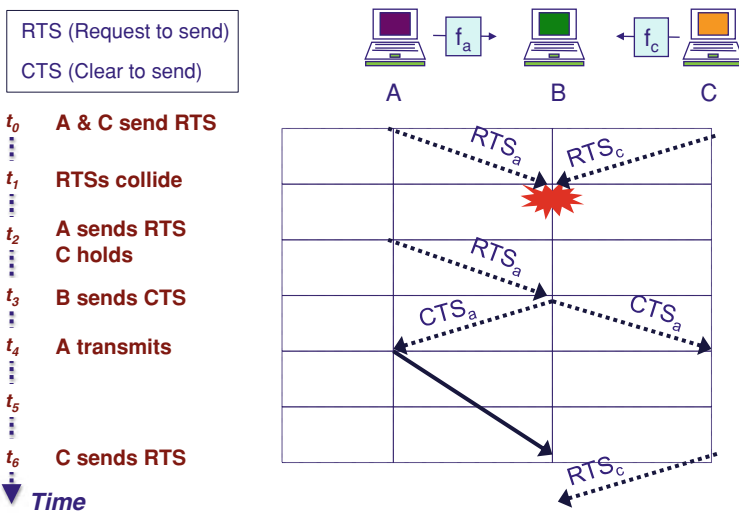 RTS (Request to send)
CTS (Clear to send)
fa
fc
A
B
C
t0 A & C send RTS
t1 RTSs collide
t2 A sends RTS
C holds
t3 B sends CTS
t4 A transmits
t5
t6 C sends RTS
Time
RTSa
RTSc
RTSa
CTSa
CTSa
RTSc